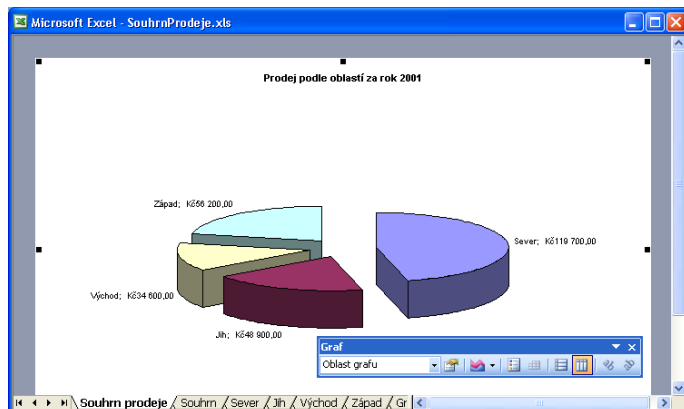 Microsoft Excel - SouhrnProdeje.xls
Prodej podle oblastí za rok 2001
Západ; Kč56 200,00
Sever; Kč119 700,00
Východ; Kč34 600,00
Jih; Kč48 900,00
Graf
Oblast grafu
Souhrn prodeje / Souhrn / Sever / Jih / Východ / Západ / Gr